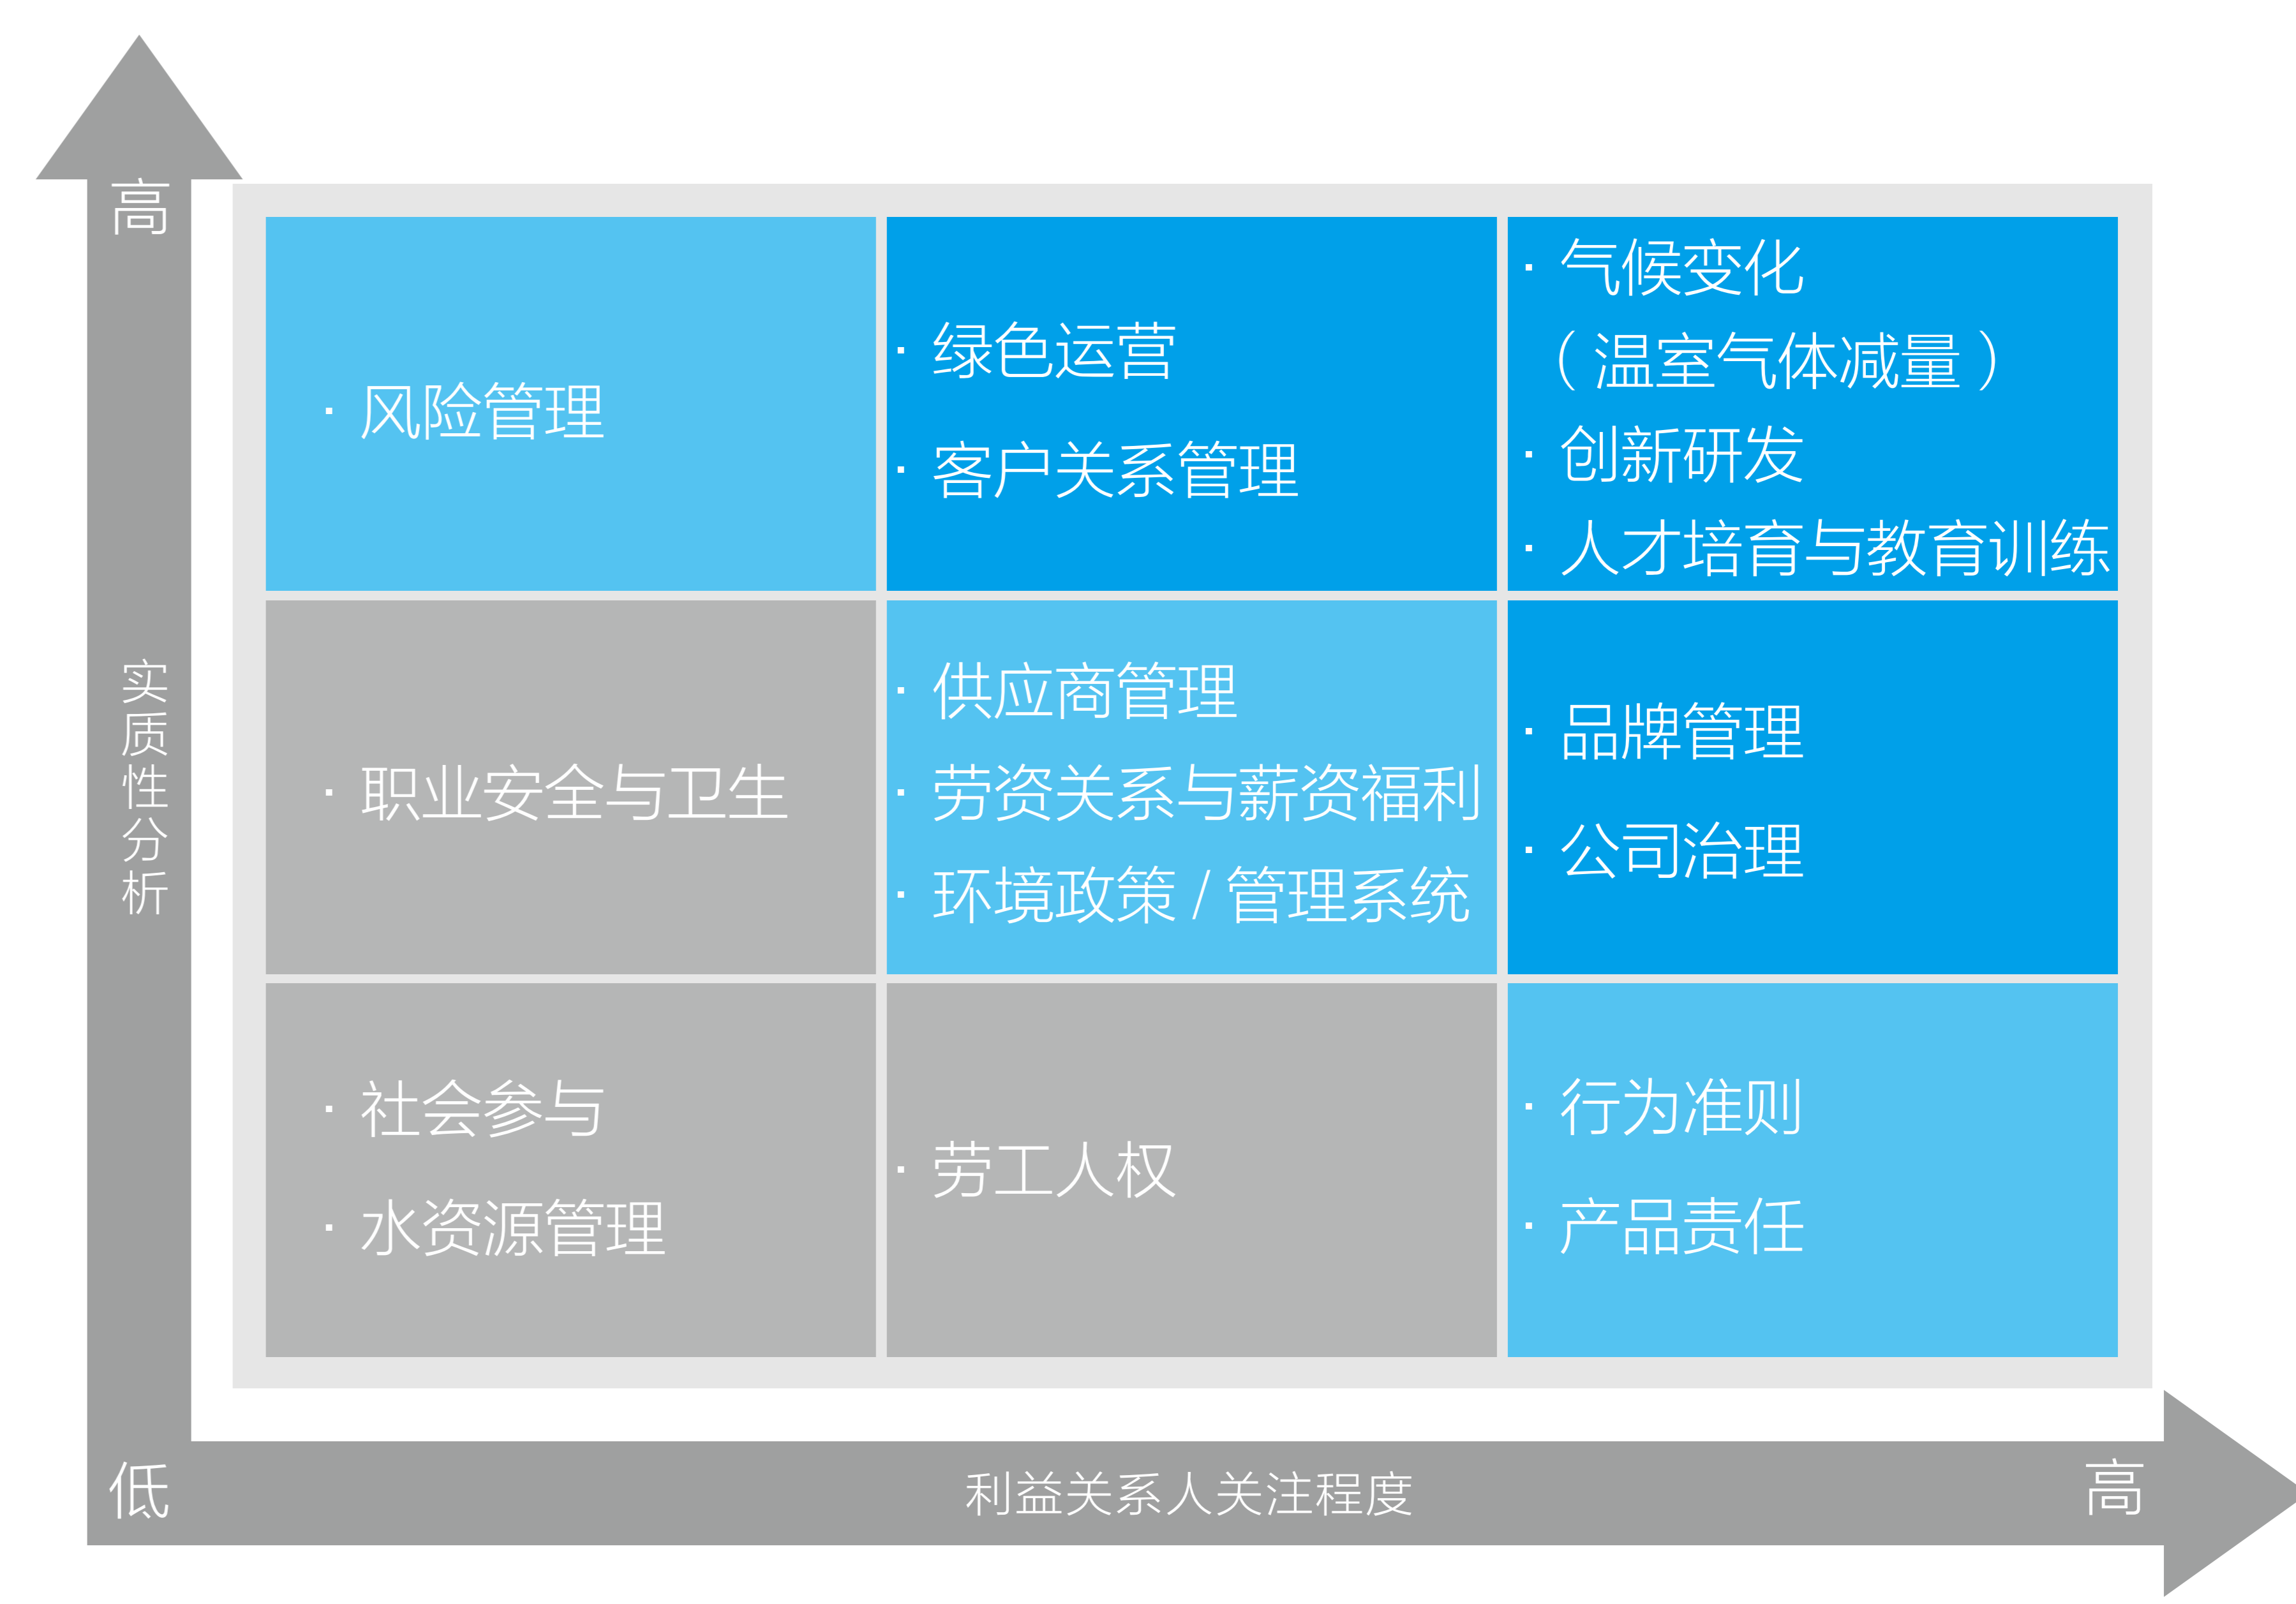 高
实质性分析
· 风险管理
· 绿色运营
· 客户关系管理
· 气候变化
（温室气体减量）
· 创新研发
· 人才培育与教育训练
· 职业安全与卫生
· 供应商管理
· 劳资关系与薪资福利
· 环境政策 / 管理系统
· 品牌管理
· 公司治理
· 社会参与
· 水资源管理
· 劳工人权
· 行为准则
· 产品责任
低
利益关系人关注程度
高